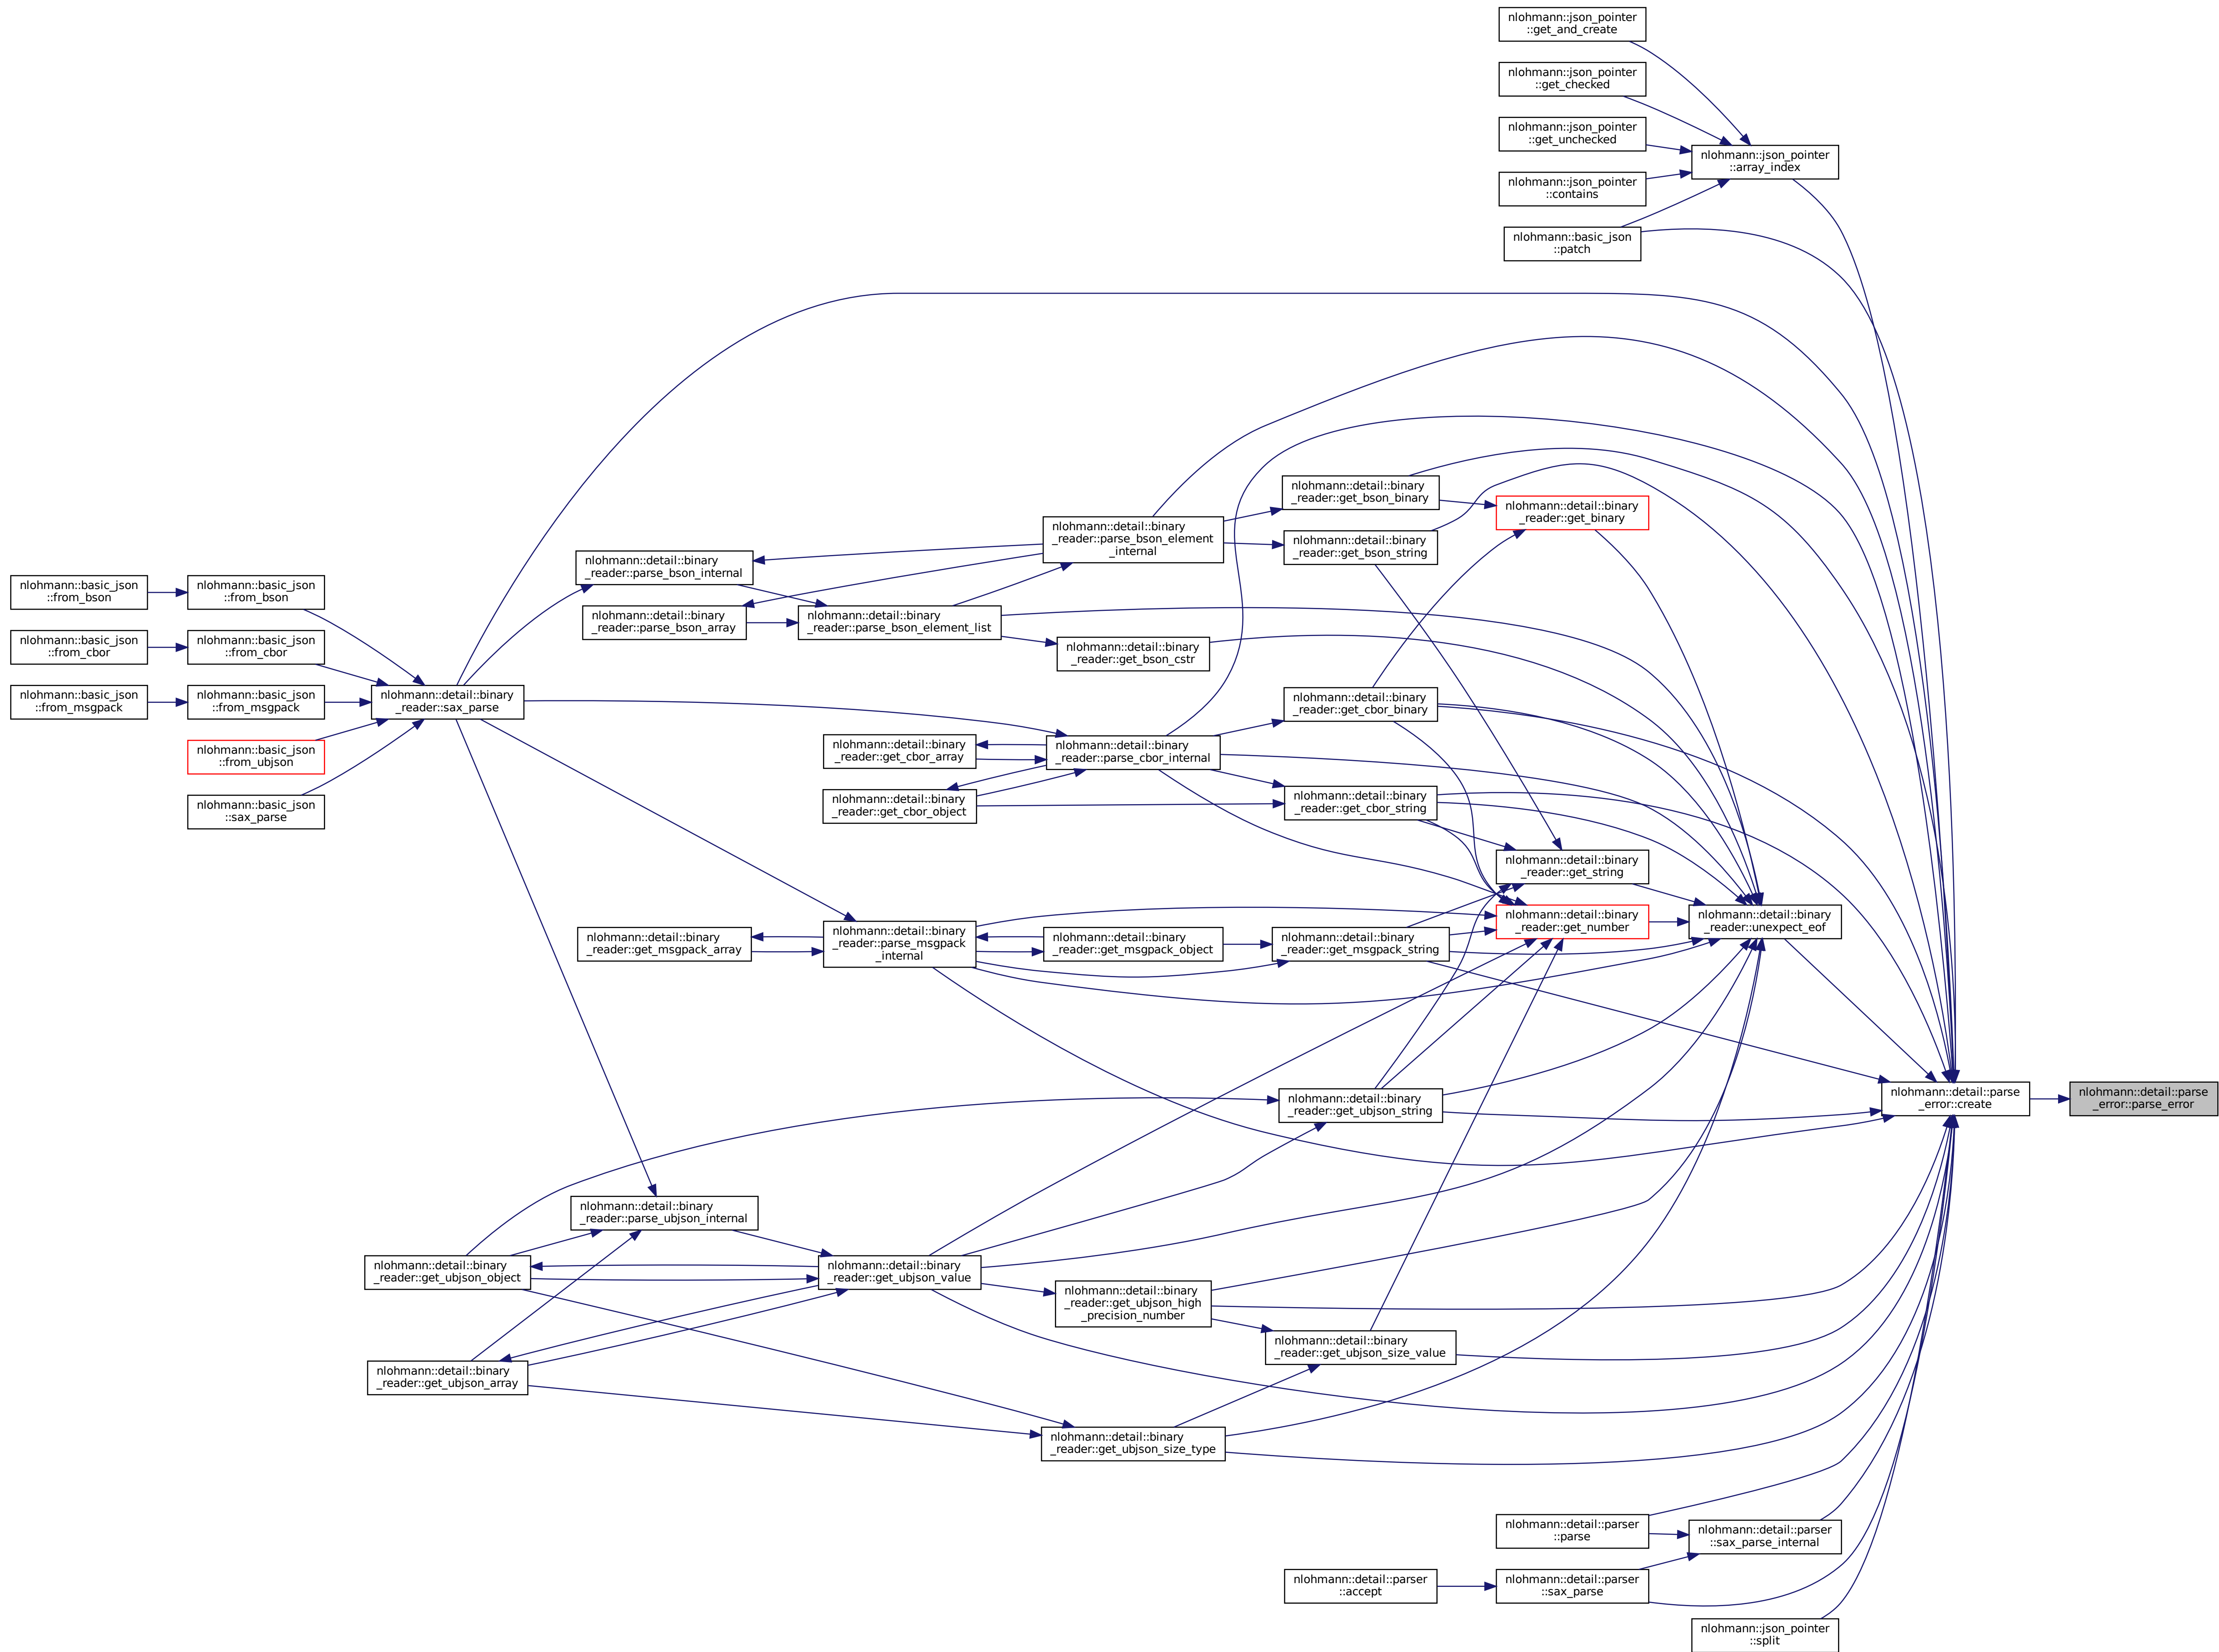 nlohmann::json_pointer
::get_and_create
nlohmann::json_pointer
::get_checked
nlohmann::json_pointer
::get_unchecked
nlohmann::json_pointer
::array_index
nlohmann::json_pointer
::contains
nlohmann::basic_json
::patch
nlohmann::detail::binary
_reader::get_bson_binary
nlohmann::detail::binary
_reader::get_binary
nlohmann::detail::binary
_reader::parse_bson_element
_internal
nlohmann::detail::binary
_reader::get_bson_string
nlohmann::detail::binary
_reader::parse_bson_internal
nlohmann::basic_json
::from_bson
nlohmann::basic_json
::from_bson
nlohmann::detail::binary
_reader::parse_bson_array
nlohmann::detail::binary
_reader::parse_bson_element_list
nlohmann::basic_json
::from_cbor
nlohmann::basic_json
::from_cbor
nlohmann::detail::binary
_reader::get_bson_cstr
nlohmann::basic_json
::from_msgpack
nlohmann::basic_json
::from_msgpack
nlohmann::detail::binary
_reader::sax_parse
nlohmann::detail::binary
_reader::get_cbor_binary
nlohmann::basic_json
::from_ubjson
nlohmann::detail::binary
_reader::get_cbor_array
nlohmann::detail::binary
_reader::parse_cbor_internal
nlohmann::basic_json
::sax_parse
nlohmann::detail::binary
_reader::get_cbor_object
nlohmann::detail::binary
_reader::get_cbor_string
nlohmann::detail::binary
_reader::get_string
nlohmann::detail::binary
_reader::get_number
nlohmann::detail::binary
_reader::unexpect_eof
nlohmann::detail::binary
_reader::get_msgpack_array
nlohmann::detail::binary
_reader::parse_msgpack
_internal
nlohmann::detail::binary
_reader::get_msgpack_object
nlohmann::detail::binary
_reader::get_msgpack_string
nlohmann::detail::binary
_reader::get_ubjson_string
nlohmann::detail::parse
_error::create
nlohmann::detail::parse
_error::parse_error
nlohmann::detail::binary
_reader::parse_ubjson_internal
nlohmann::detail::binary
_reader::get_ubjson_object
nlohmann::detail::binary
_reader::get_ubjson_value
nlohmann::detail::binary
_reader::get_ubjson_high
_precision_number
nlohmann::detail::binary
_reader::get_ubjson_size_value
nlohmann::detail::binary
_reader::get_ubjson_array
nlohmann::detail::binary
_reader::get_ubjson_size_type
nlohmann::detail::parser
::parse
nlohmann::detail::parser
::sax_parse_internal
nlohmann::detail::parser
::accept
nlohmann::detail::parser
::sax_parse
nlohmann::json_pointer
::split